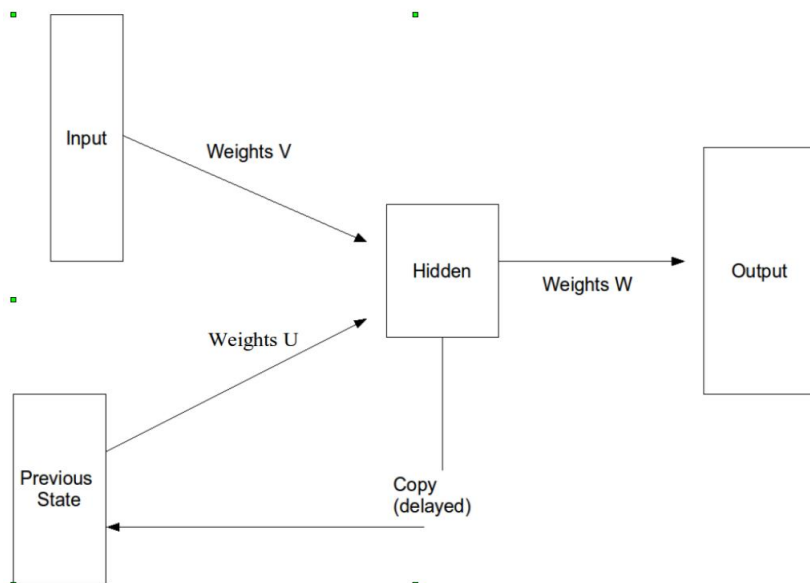 Input
Weights V
Hidden
Weights W
Output
Weights U
Previous
State
Copy
(delayed)